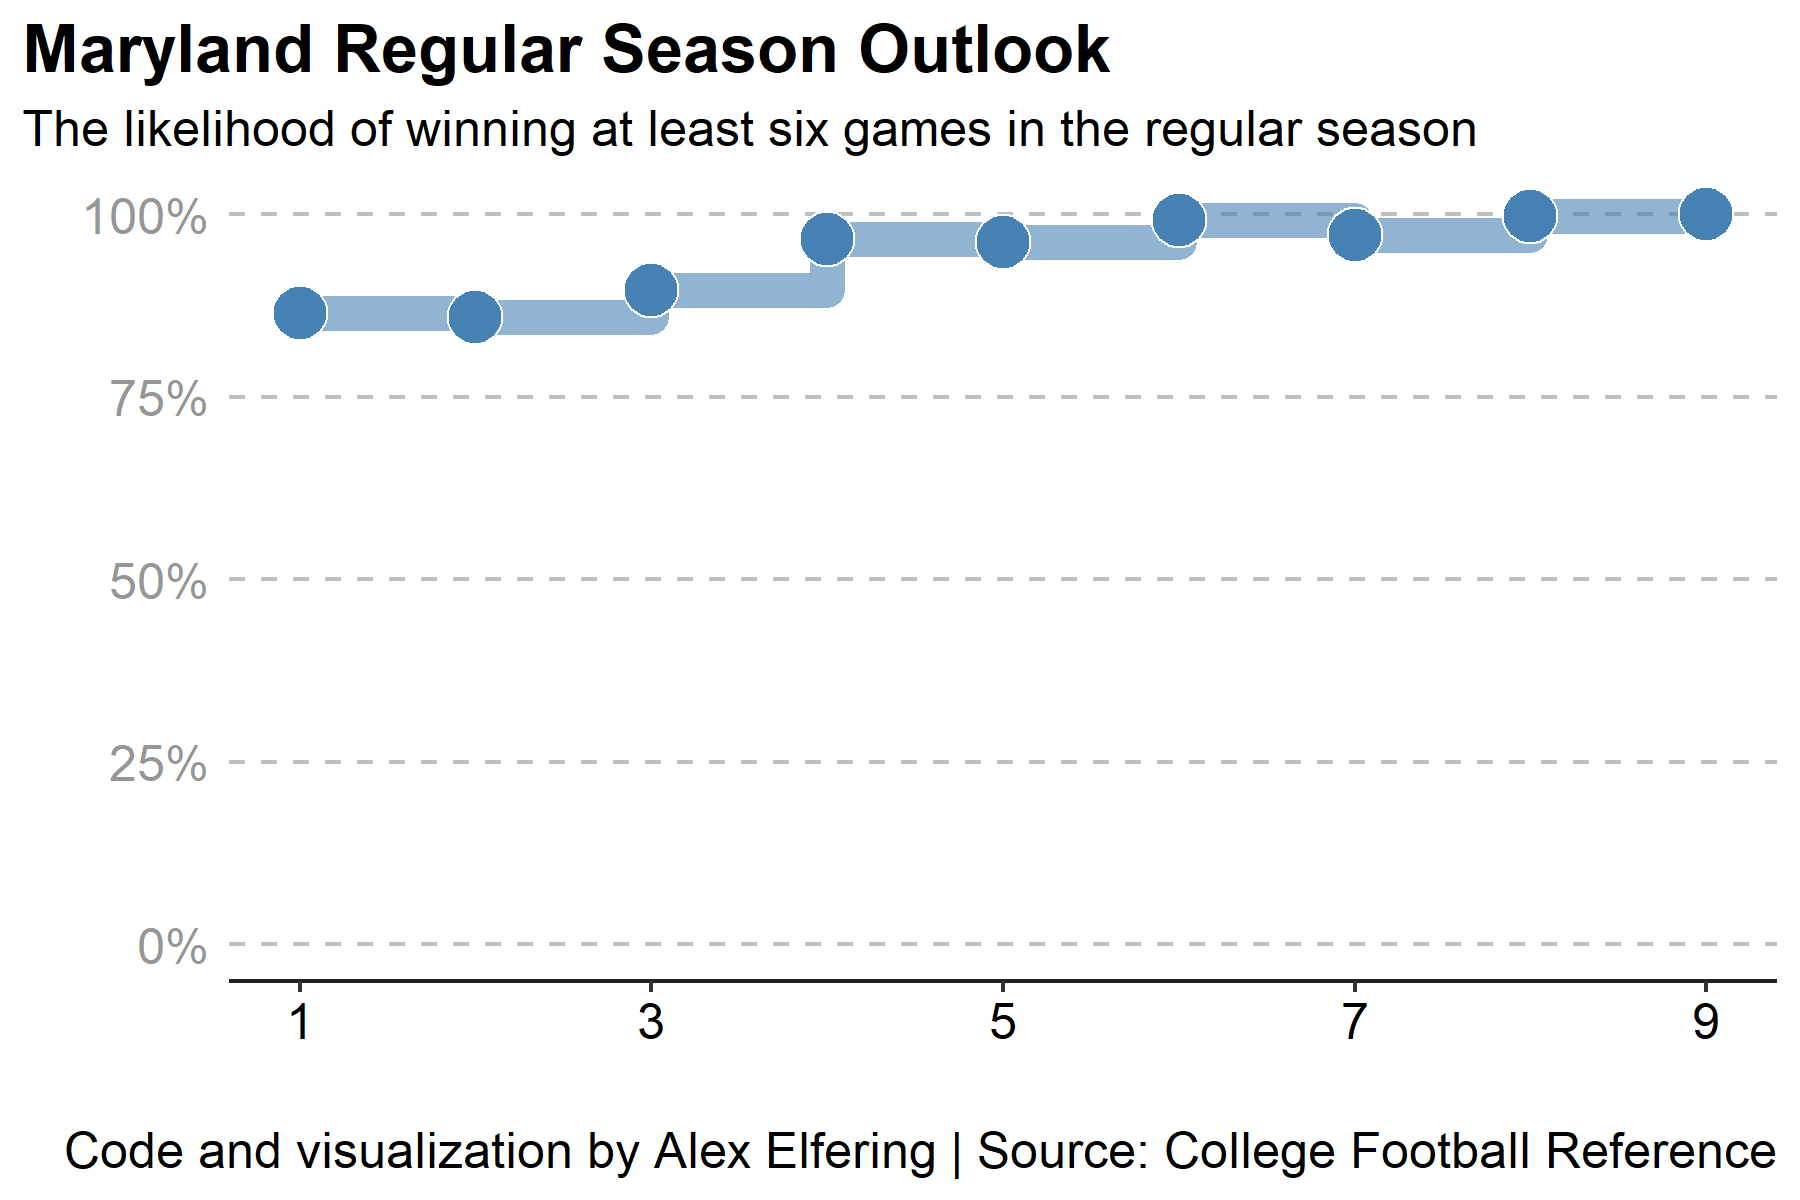 Maryland Regular Season Outlook
The likelihood of winning at least six games in the regular season
100%
75%
50%
25%
0%
1 3 5 7 9
Code and visualization by Alex Elfering | Source: College Football Reference